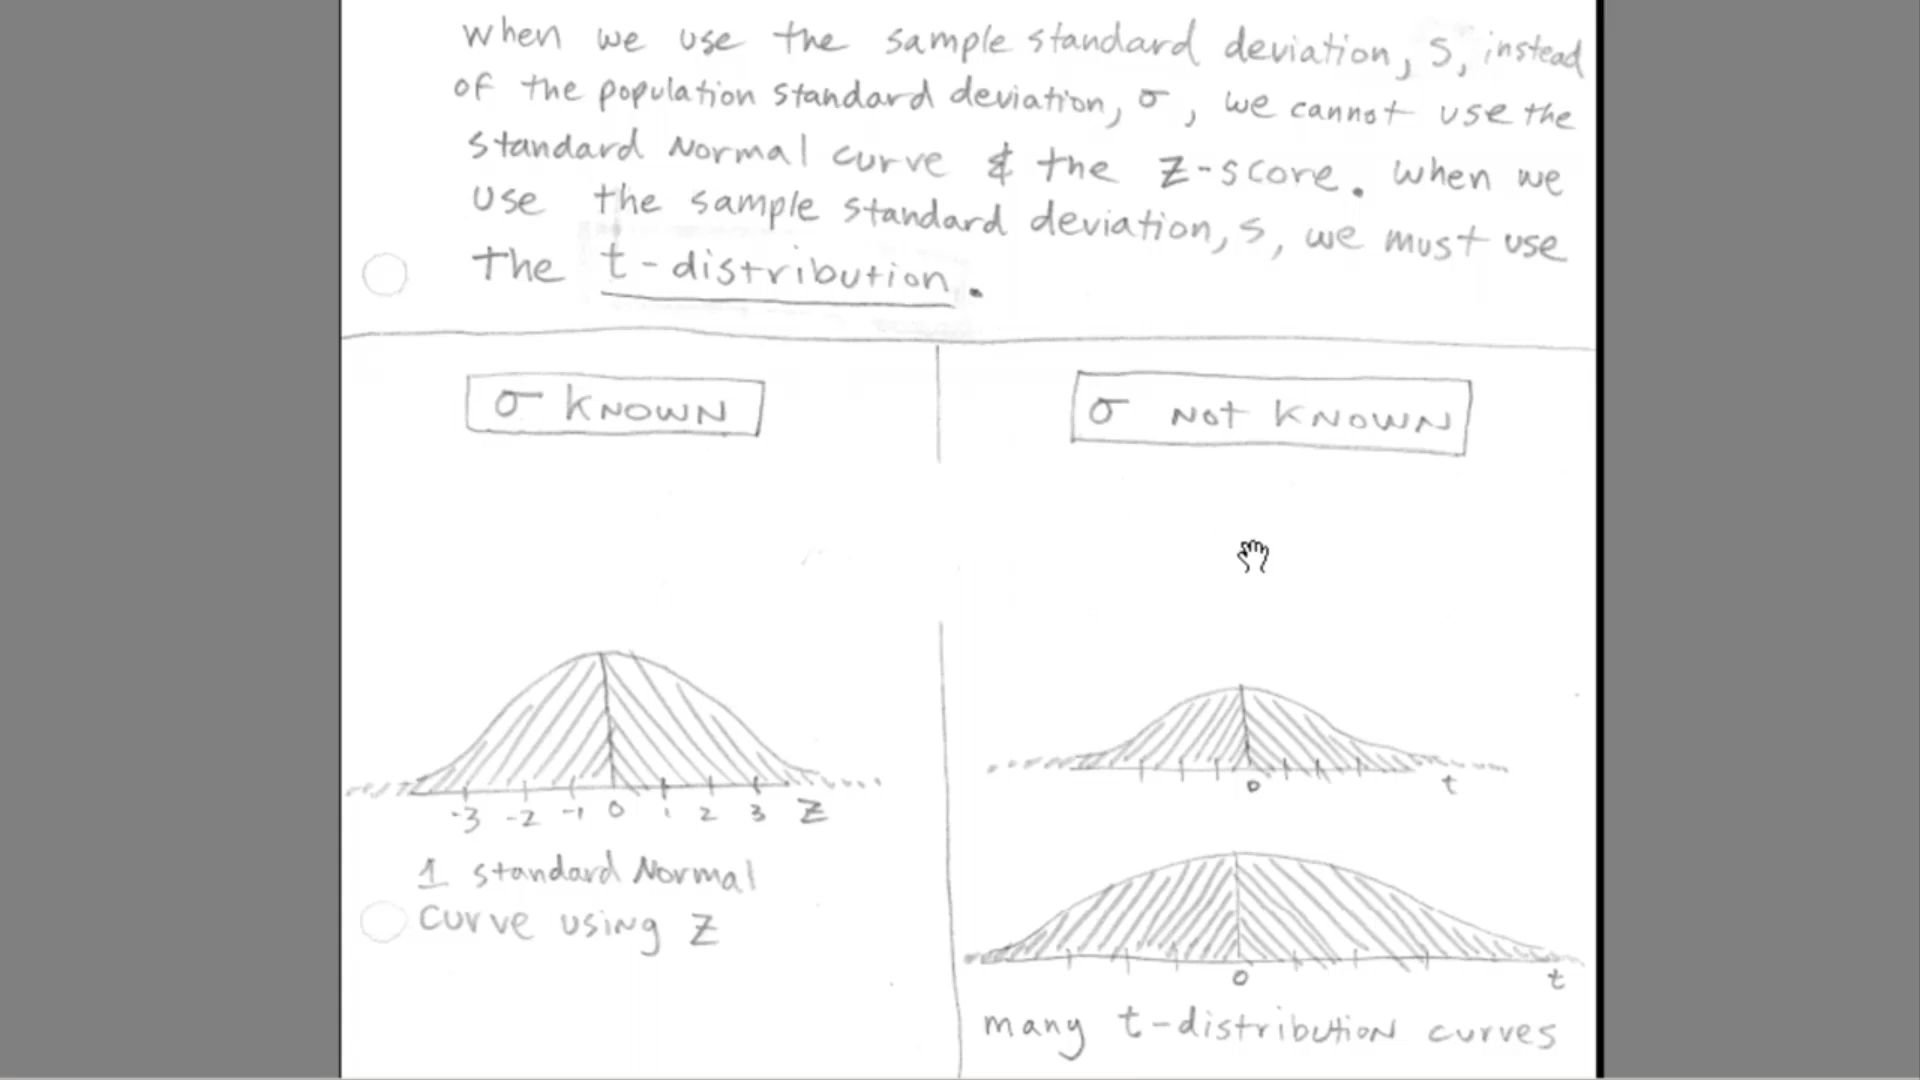 when we use the sample standard deviation, s, instead
of the population standard deviation, σ, we cannot use the
standard Normal curve & the z-score. when we
use the sample standard deviation, s, we must use
the t-distribution.
σ KNOWN
σ Not KNOWN
-3 -2 -1 0 1 2 3 Z
1 standard Normal
curve using Z
0 t
0 t
many t-distribution curves